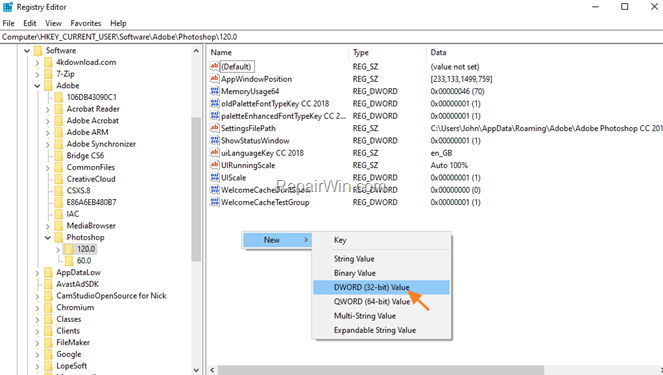 Registry Editor
File Edit View Favorites Help
Computer\HKEY_CURRENT_USER\Software\Adobe\Photoshop\120.0
Software
4kdownload.com
7-Zip
Adobe
106DB43090C1
Acrobat Reader
Adobe Acrobat
Adobe ARM
Adobe Synchronizer
Bridge CS6
CommonFiles
CreativeCloud
CSXS.8
E86A6EB480B7
IAC
MediaBrowser
Photoshop
120.0
60.0
AppDataLow
AvastAdSDK
CamStudioOpenSource for Nick
Chromium
Classes
Clients
FileMaker
Google
LopeSoft
Name Type Data
(Default) REG_SZ (value not set)
AppWindowPosition REG_SZ [233,133,1499,759]
MemoryUsage64 REG_DWORD 0x00000046 (70)
oldPaletteFontTypeKey CC 2018 REG_DWORD 0x00000001 (1)
paletteEnhancedFontTypeKey CC 2... REG_DWORD 0x00000001 (1)
SettingsFilePath REG_SZ C:\Users\John\AppData\Roaming\Adobe\Adobe Photoshop CC 201
ShowStatusWindow REG_DWORD 0x00000001 (1)
uiLanguageKey CC 2018 REG_SZ en_GB
UIRunningScale REG_SZ Auto 100%
UIScale REG_DWORD 0x00000001 (1)
RepairWin.com
REG_DWORD 0x00000000 (0)
WelcomeCacheTestGroup REG_DWORD 0x00000001 (1)
New
Key
String Value
Binary Value
DWORD (32-bit) Value
QWORD (64-bit) Value
Multi-String Value
Expandable String Value